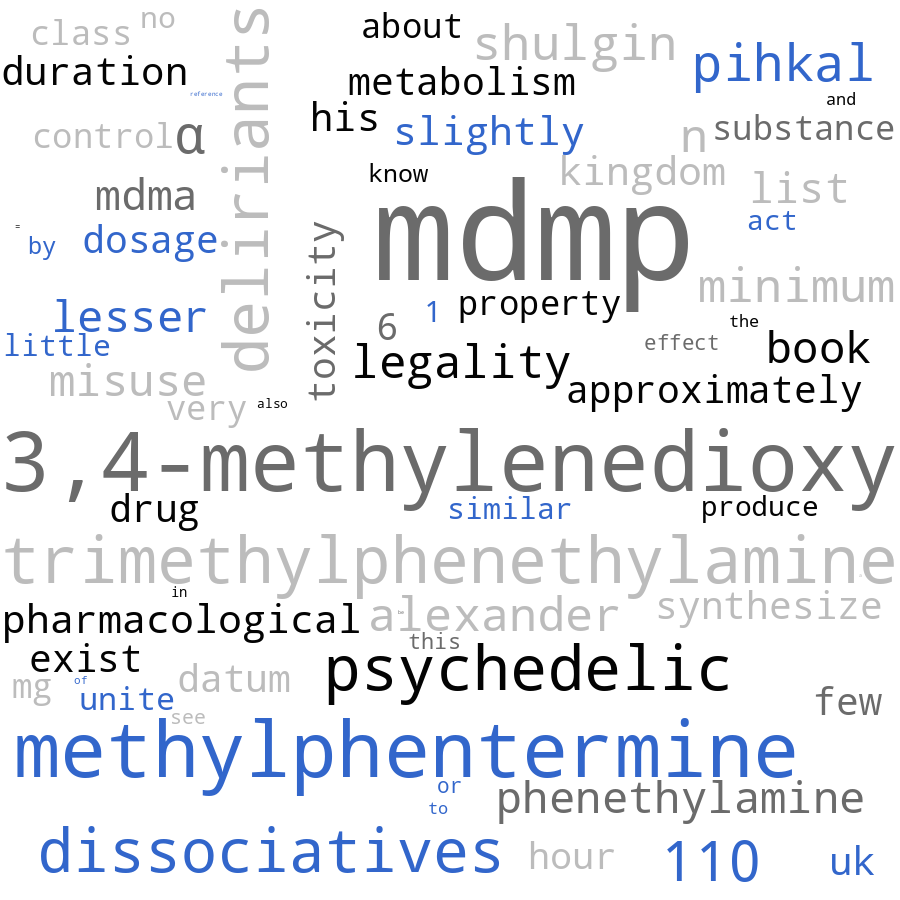 class
no
about
shulgin
duration
reference
metabolism
pihkal
his
slightly
and
control
α
deliriants
n
substance
know
kingdom
list
mdma
mdmp
act
=
by
dosage
toxicity
minimum
lesser
6
1
property
the
little
legality
effect
book
misuse
approximately
very
also
3,4-methylenedioxy
drug
similar
produce
trimethylphenethylamine
in
pharmacological
be
alexander
synthesize
exist
this
psychedelic
mg
of
unite
datum
see
few
methylphentermine
or
to
phenethylamine
dissociatives
hour
110
uk